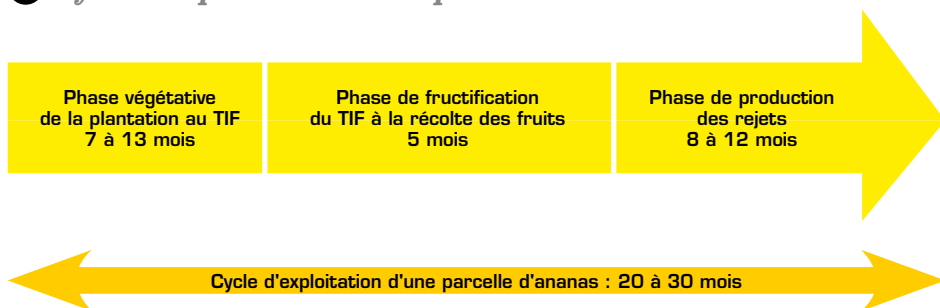 Phase végétative
de la plantation au TIF
7 à 13 mois
Phase de fructification
du TIF à la récolte des fruits
5 mois
Phase de production
des rejets
8 à 12 mois
Cycle d'exploitation d'une parcelle d'ananas : 20 à 30 mois